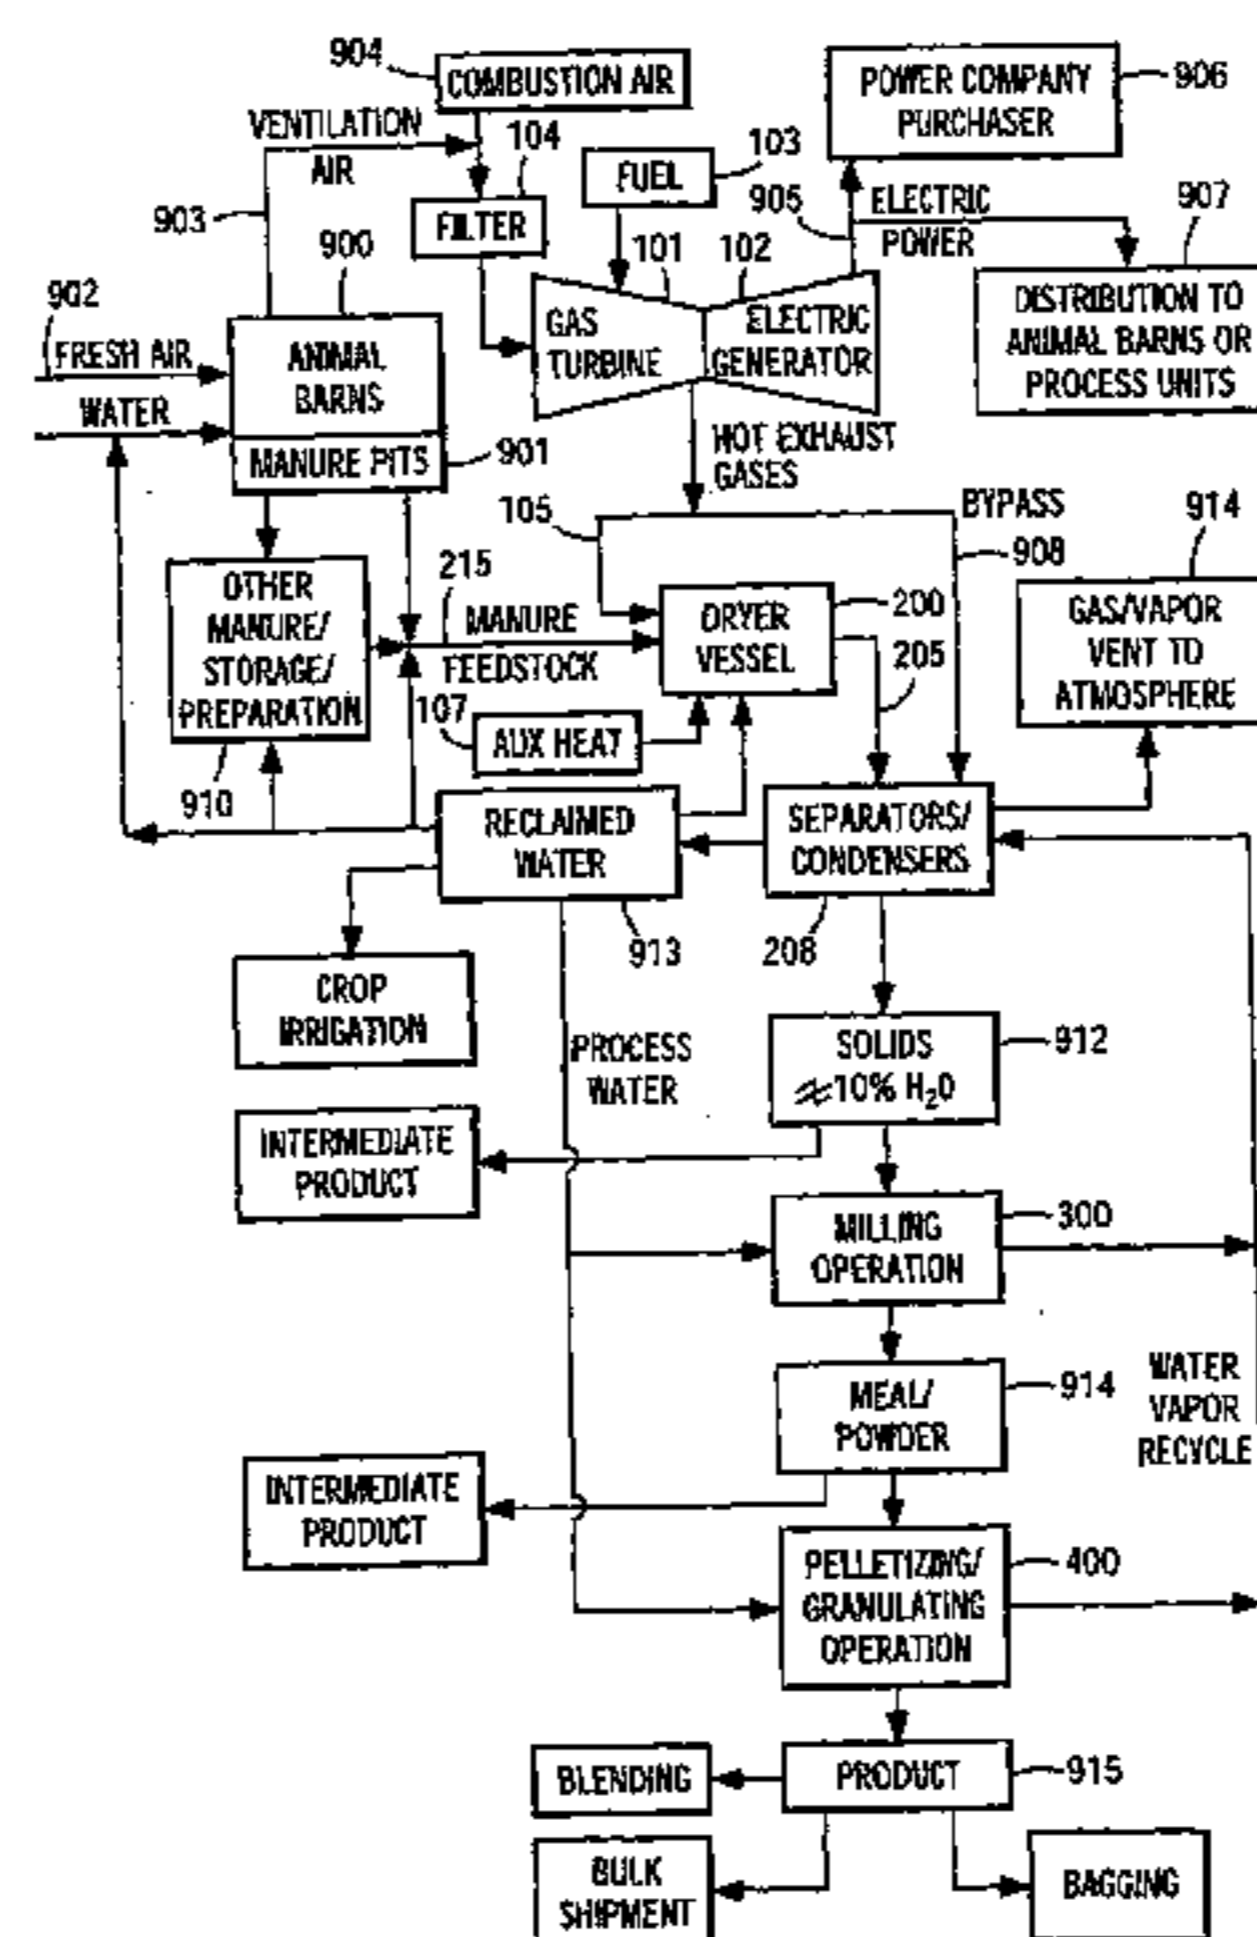 904
COMBUSTION AIR
POWER COMPANY
PURCHASER
906
VENTILATION
AIR
104
FUEL
103
903
FILTER
905
ELECTRIC
POWER
907
900
101
102
902
FRESH AIR
WATER
ANIMAL
BARNS
MANURE PITS
901
GAS
TURBINE
ELECTRIC
GENERATOR
DISTRIBUTION TO
ANIMAL BARNS OR
PROCESS UNITS
HOT EXHAUST
GASES
105
BYPASS
908
914
OTHER
MANURE/
STORAGE/
PREPARATION
910
215
MANURE
FEEDSTOCK
DRYER
VESSEL
200
205
GAS/VAPOR
VENT TO
ATMOSPHERE
107
AUX HEAT
RECLAIMED
WATER
913
SEPARATORS/
CONDENSERS
208
CROP
IRRIGATION
PROCESS
WATER
SOLIDS
≉10% H₂O
912
INTERMEDIATE
PRODUCT
MILLING
OPERATION
300
MEAL/
POWDER
914
WATER
VAPOR
RECYCLE
INTERMEDIATE
PRODUCT
PELLETIZING/
GRANULATING
OPERATION
400
BLENDING
PRODUCT
915
BULK
SHIPMENT
BAGGING